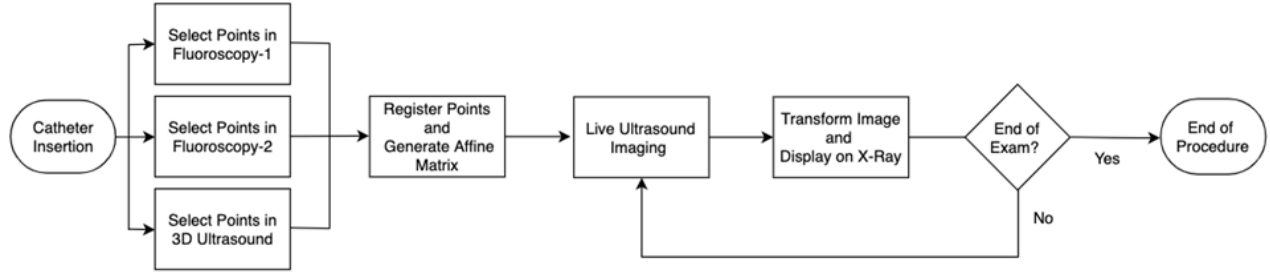 Catheter
Insertion
Select Points in
Fluoroscopy-1
Select Points in
Fluoroscopy-2
Select Points in
3D Ultrasound
Register Points
and
Generate Affine
Matrix
Live Ultrasound
Imaging
Transform Image
and
Display on X-Ray
End of
Exam?
Yes
No
End of
Procedure